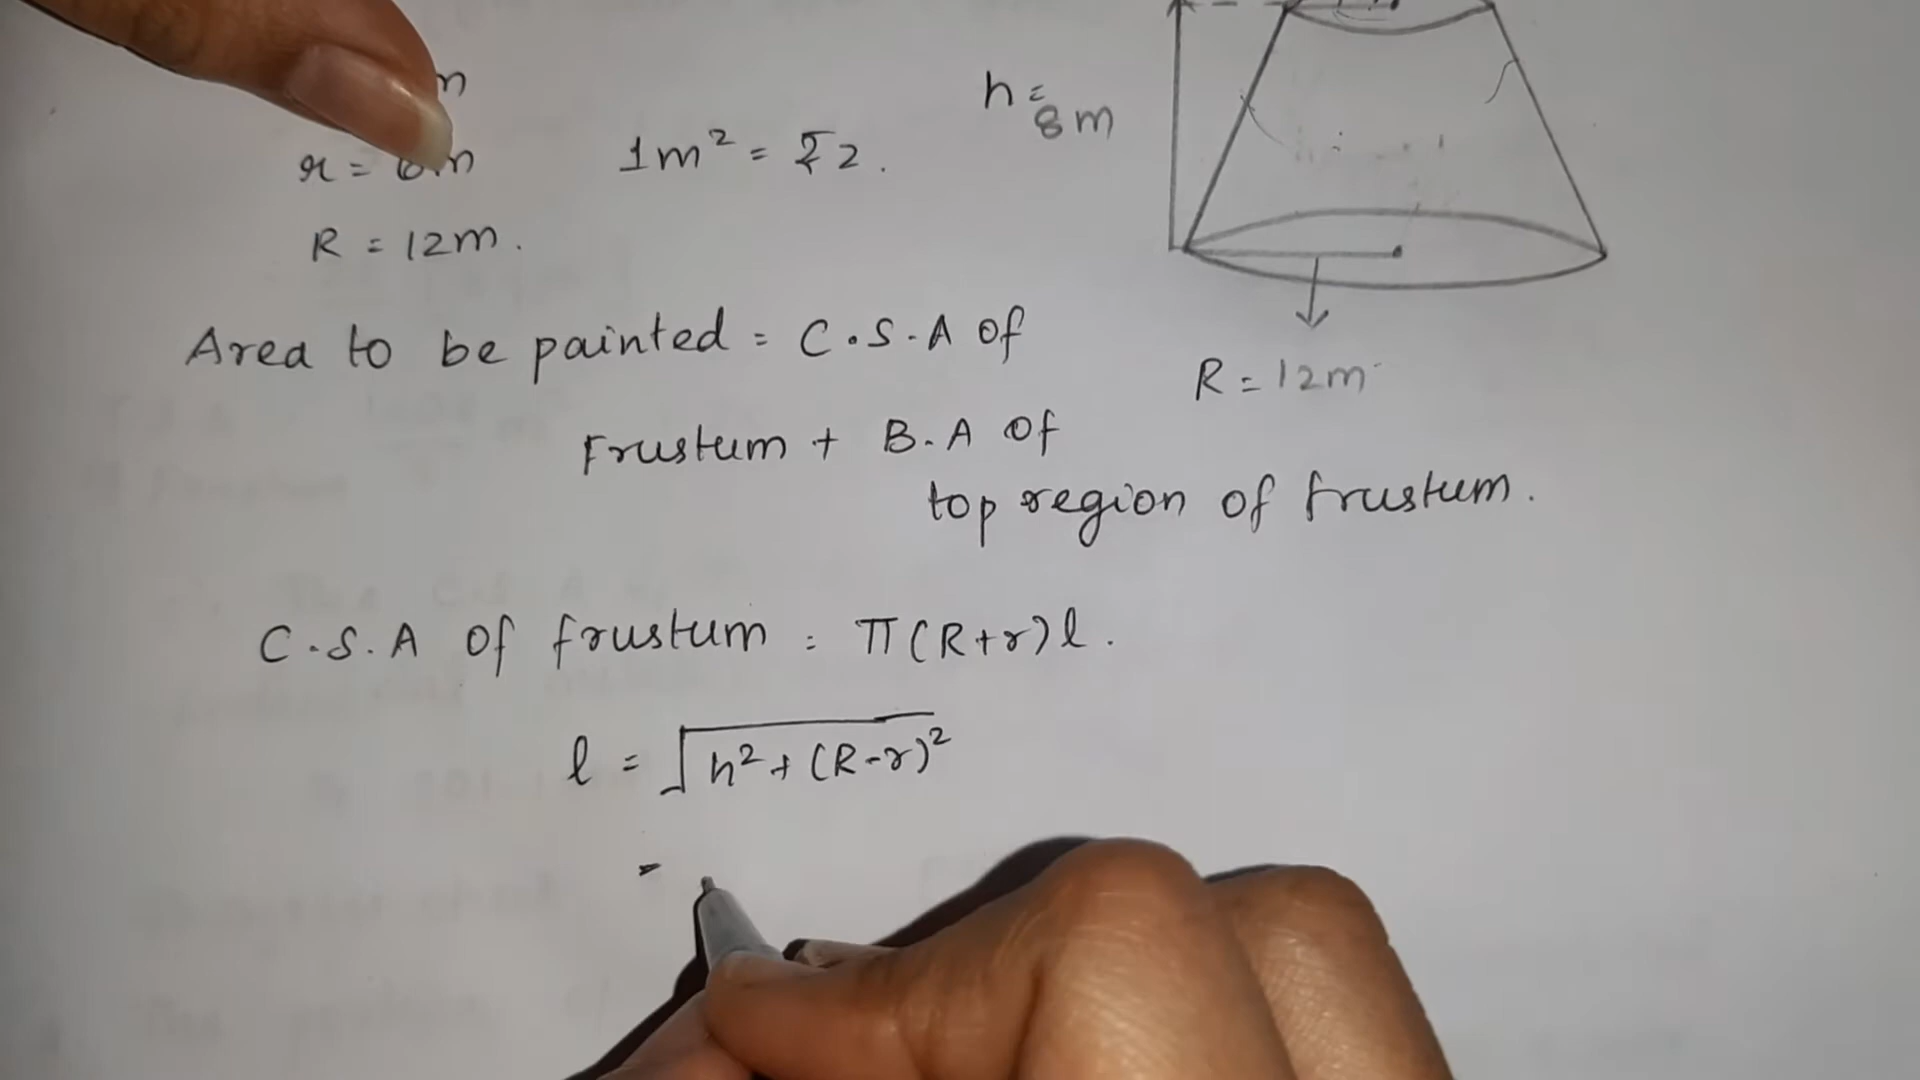 m
r = 6m
1m² = ₹2.
h = 8m
R = 12m.
Area to be painted = C.S.A of
R = 12m
Frustum + B.A of
top region of frustum.
C.S.A of frustum = π(R+r)l.
l = √h²+(R-r)²
=